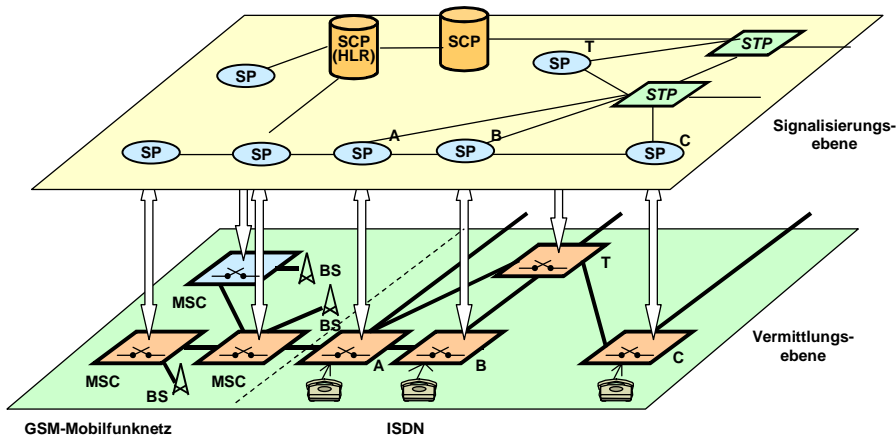 SCP
(HLR)
SCP
T
STP
SP
SP
STP
A
B
C
SP
SP
SP
SP
SP
Signalisierungs-
ebene
T
BS
MSC
BS
Vermittlungs-
ebene
MSC
BS
MSC
A
B
C
GSM-Mobilfunknetz
ISDN